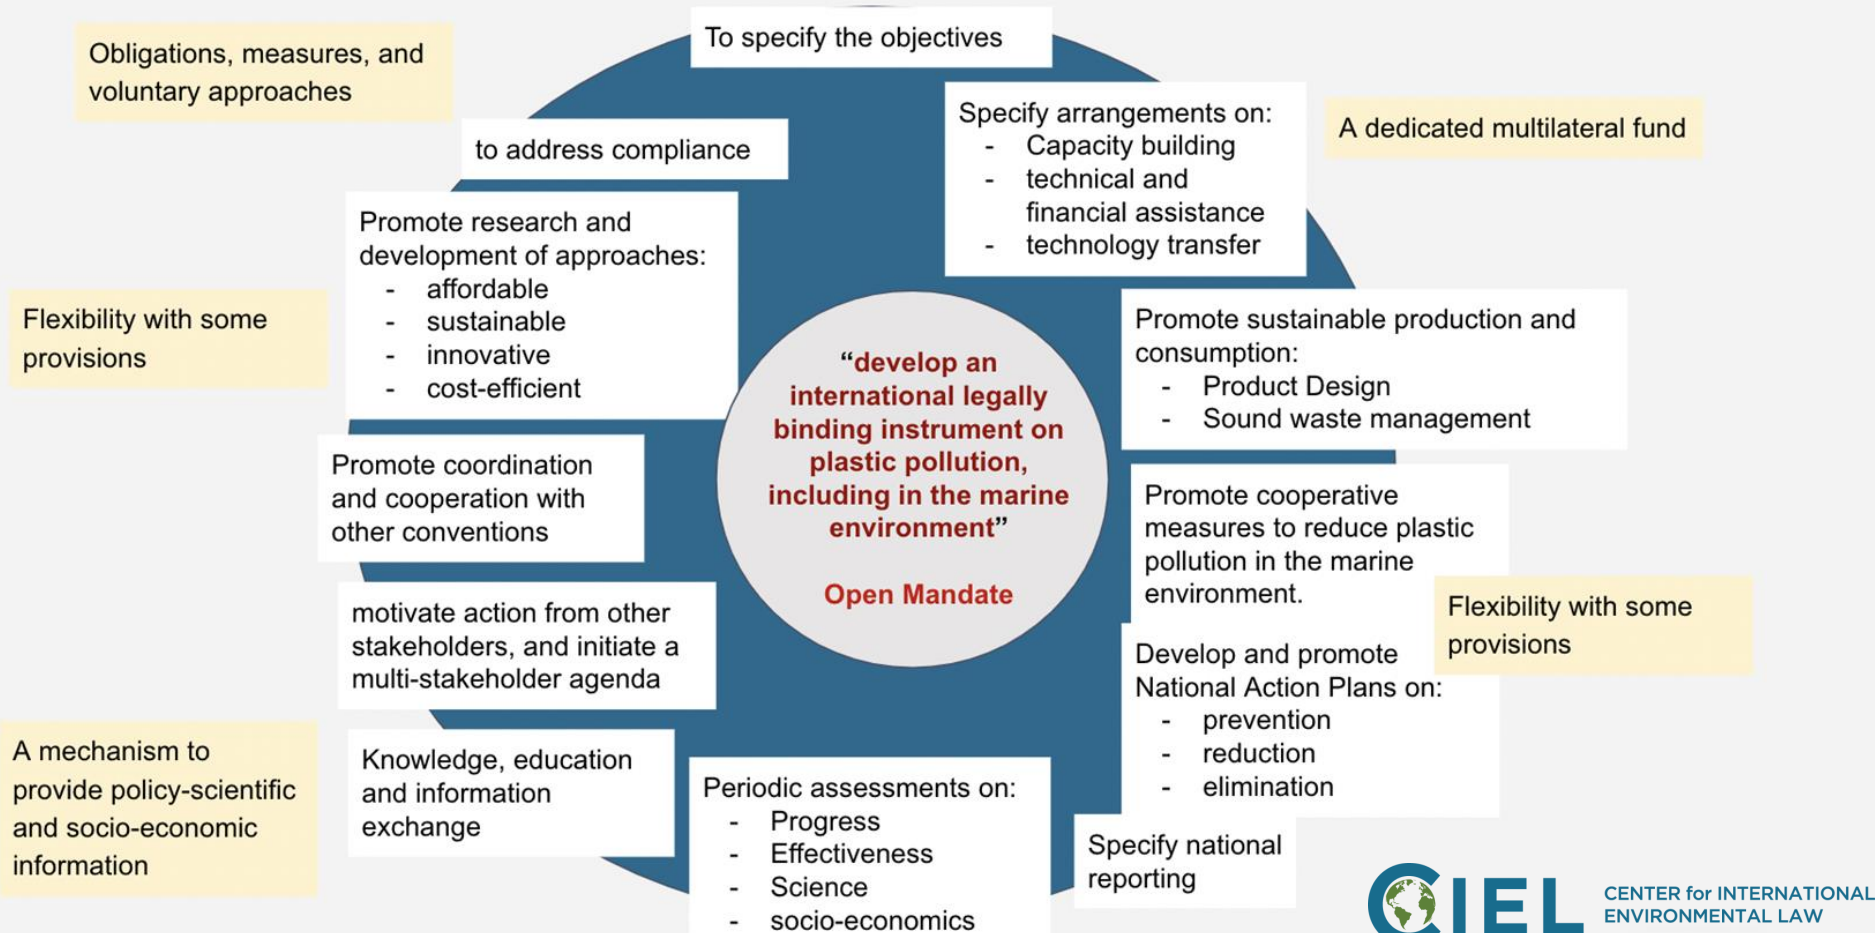 To specify the objectives
Obligations, measures, and
voluntary approaches
to address compliance
Specify arrangements on:
- Capacity building
- technical and
financial assistance
- technology transfer
A dedicated multilateral fund
Promote research and
development of approaches:
- affordable
- sustainable
- innovative
- cost-efficient
Flexibility with some
provisions
Promote sustainable production and
consumption:
- Product Design
- Sound waste management
“develop an
international legally
binding instrument on
plastic pollution,
including in the marine
environment”
Open Mandate
Promote coordination
and cooperation with
other conventions
Promote cooperative
measures to reduce plastic
pollution in the marine
environment.
Flexibility with some
provisions
motivate action from other
stakeholders, and initiate a
multi-stakeholder agenda
Develop and promote
National Action Plans on:
- prevention
- reduction
- elimination
A mechanism to
provide policy-scientific
and socio-economic
information
Knowledge, education
and information
exchange
Periodic assessments on:
- Progress
- Effectiveness
- Science
- socio-economics
Specify national
reporting
CIEL
CENTER for INTERNATIONAL
ENVIRONMENTAL LAW